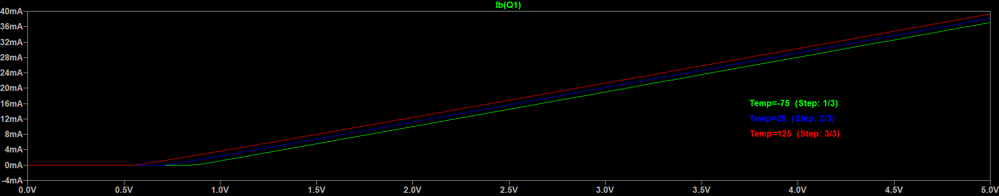 Ib(Q1)
40mA
36mA
32mA
28mA
24mA
20mA
16mA
12mA
8mA
4mA
0mA
-4mA
Temp=-75 (Step: 1/3)
Temp=25 (Step: 2/3)
Temp=125 (Step: 3/3)
0.0V 0.5V 1.0V 1.5V 2.0V 2.5V 3.0V 3.5V 4.0V 4.5V 5.0V